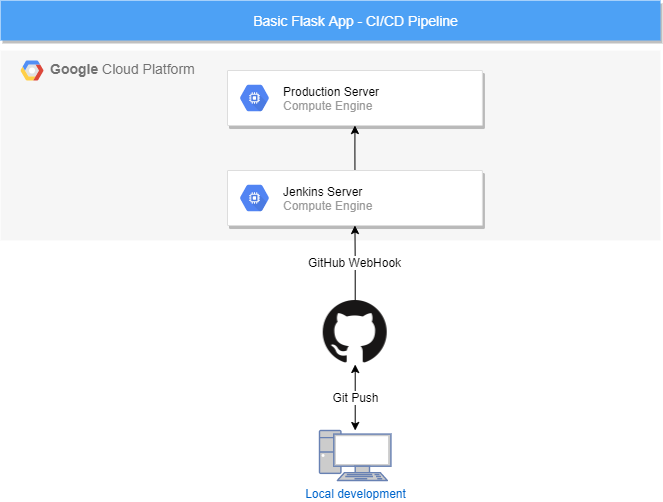 Basic Flask App - CI/CD Pipeline
Google Cloud Platform
Production Server
Compute Engine
Jenkins Server
Compute Engine
GitHub WebHook
Git Push
Local development